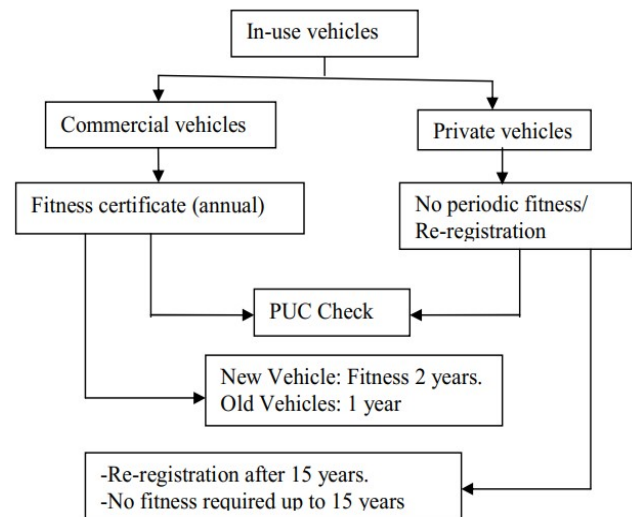 In-use vehicles
Commercial vehicles
Private vehicles
Fitness certificate (annual)
No periodic fitness/
Re-registration
PUC Check
New Vehicle: Fitness 2 years.
Old Vehicles: 1 year
-Re-registration after 15 years.
-No fitness required up to 15 years